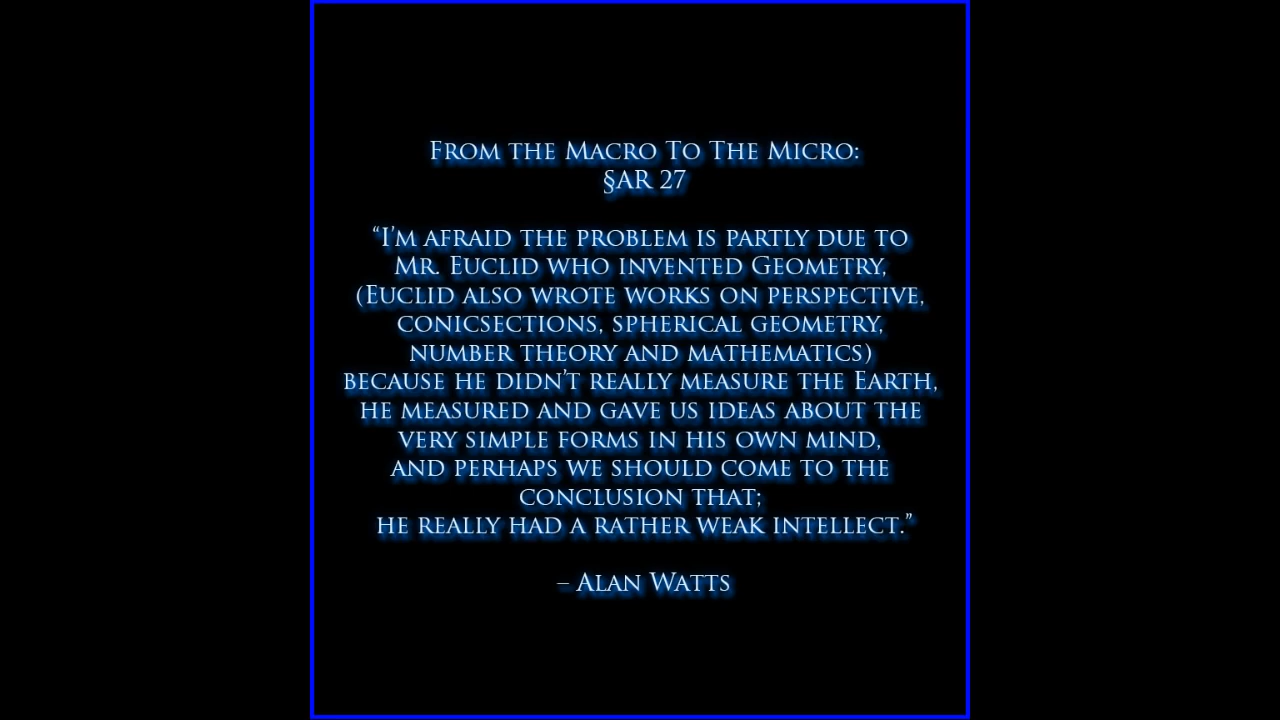 From the Macro To The Micro:
§AR 27
“I’m afraid the problem is partly due to
Mr. Euclid who invented Geometry,
(Euclid also wrote works on perspective,
conicsections, spherical geometry,
number theory and mathematics)
because he didn’t really measure the Earth,
he measured and gave us ideas about the
very simple forms in his own mind,
and perhaps we should come to the
conclusion that;
he really had a rather weak intellect.”
– Alan Watts